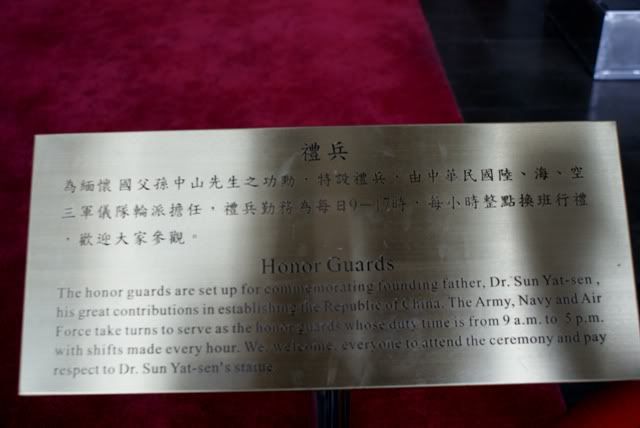 禮兵
為緬懷國父孫中山先生之功勳，特設禮兵，由中華民國陸、海、空
三軍儀隊輪派擔任，禮兵勤務為每日9—17時，每小時整點換班行禮
，歡迎大家參觀。
Honor Guards
The honor guards are set up for commemorating founding father, Dr. Sun Yat-sen ,
his great contributions in establishing the Republic of China. The Army, Navy and Air
Force take turns to serve as the honor guards whose duty time is from 9 a.m. to 5 p.m.
with shifts made every hour. We, welcome, everyone to attend the ceremony and pay
respect to Dr. Sun Yat-sen's statue